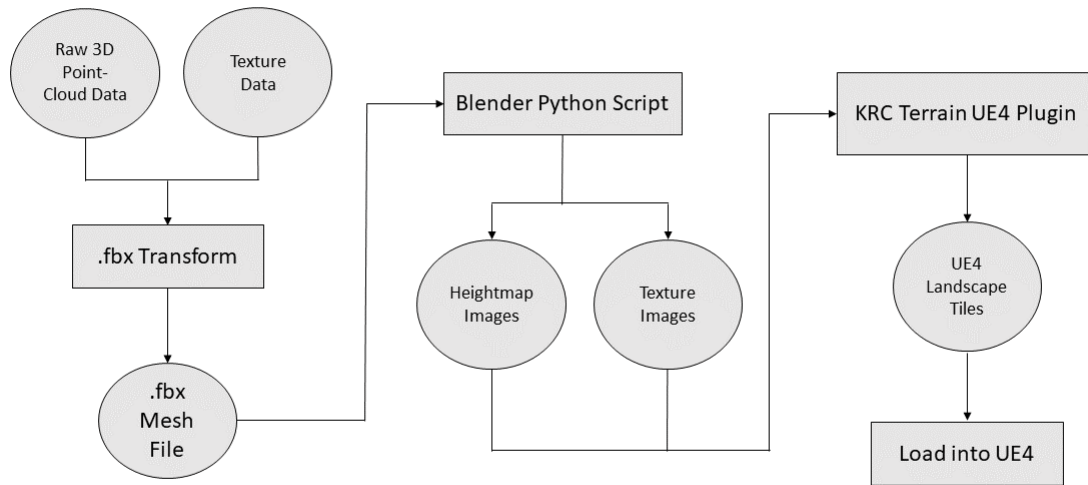 Raw 3D
Point-
Cloud Data
Texture
Data
.fbx Transform
.fbx
Mesh
File
Blender Python Script
Heightmap
Images
Texture
Images
KRC Terrain UE4 Plugin
UE4
Landscape
Tiles
Load into UE4